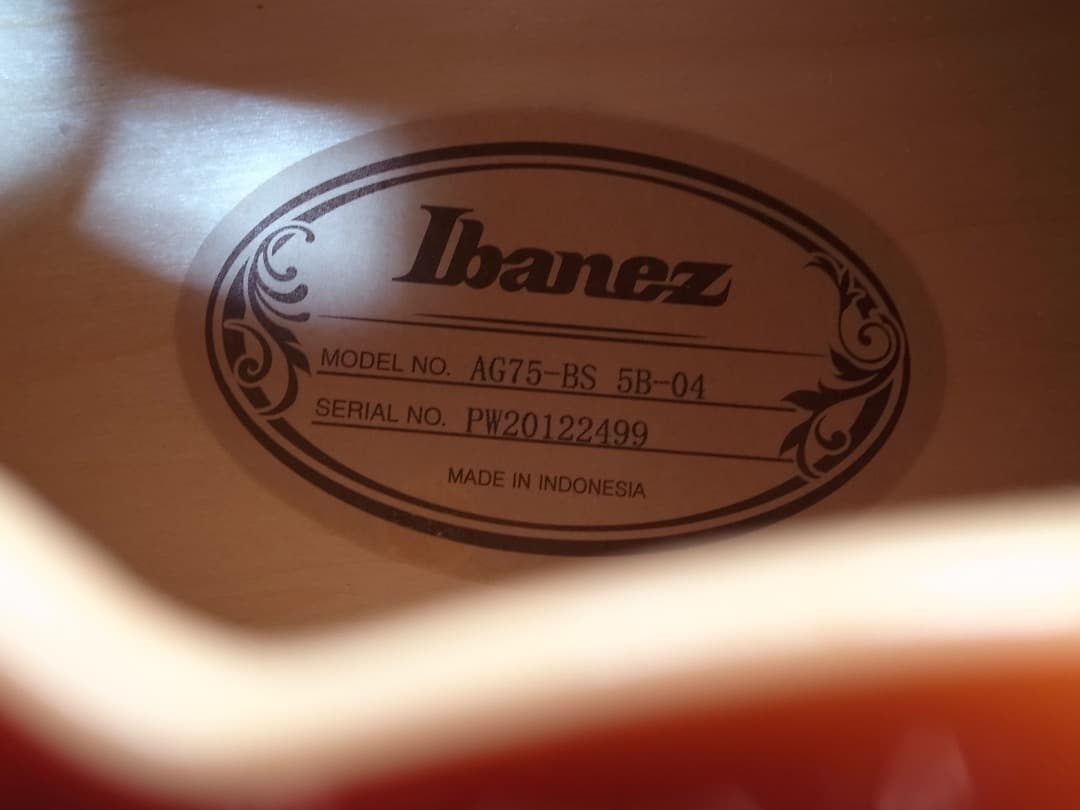 Ibanez
MODEL NO. AG75-BS 5B-04
SERIAL NO. PW20122499
MADE IN INDONESIA